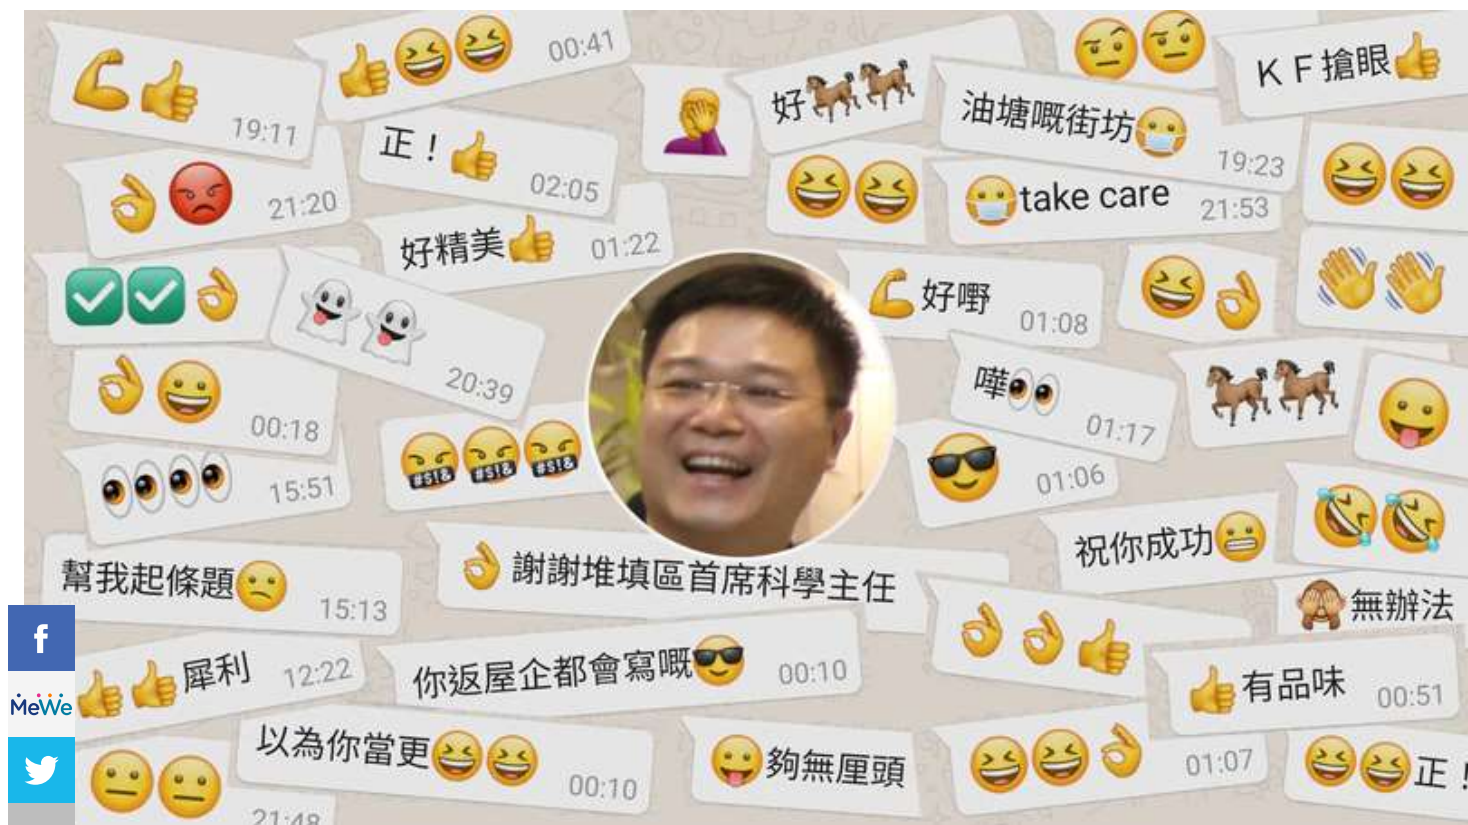 00:41
19:11
正！
02:05
好
油塘嘅街坊
19:23
KF搶眼
21:20
take care
21:53
好精美
01:22
好嘢
01:08
20:39
嘩
01:17
00:18
15:51
01:06
#$!&
#$!&
#$!&
謝謝堆填區首席科學主任
祝你成功
幫我起條題
15:13
無辦法
犀利
12:22
你返屋企都會寫嘅
00:10
有品味
00:51
以為你當更
00:10
夠無厘頭
01:07
正！
21:48
f
MeWe